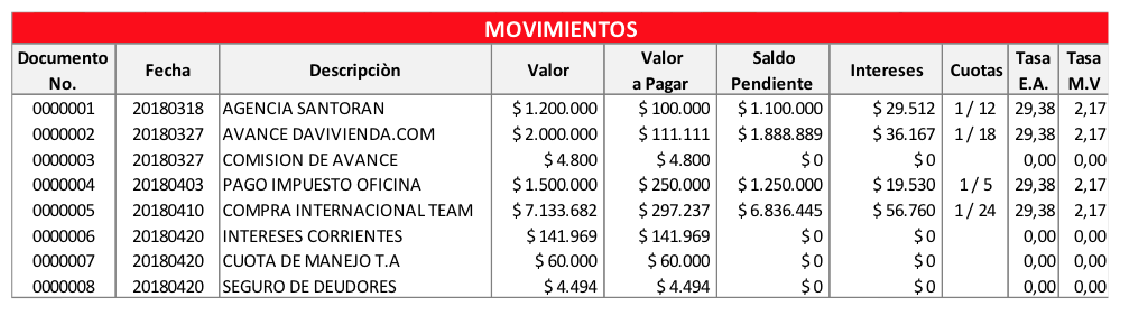 MOVIMIENTOS
Documento No. Fecha Descripciòn Valor Valor a Pagar Saldo Pendiente Intereses Cuotas Tasa E.A. Tasa M.V
0000001 20180318 AGENCIA SANTORAN $ 1.200.000 $ 100.000 $ 1.100.000 $ 29.512 1 / 12 29,38 2,17
0000002 20180327 AVANCE DAVIVIENDA.COM $ 2.000.000 $ 111.111 $ 1.888.889 $ 36.167 1 / 18 29,38 2,17
0000003 20180327 COMISION DE AVANCE $ 4.800 $ 4.800 $ 0 $ 0 0,00 0,00
0000004 20180403 PAGO IMPUESTO OFICINA $ 1.500.000 $ 250.000 $ 1.250.000 $ 19.530 1 / 5 29,38 2,17
0000005 20180410 COMPRA INTERNACIONAL TEAM $ 7.133.682 $ 297.237 $ 6.836.445 $ 56.760 1 / 24 29,38 2,17
0000006 20180420 INTERESES CORRIENTES $ 141.969 $ 141.969 $ 0 $ 0 0,00 0,00
0000007 20180420 CUOTA DE MANEJO T.A $ 60.000 $ 60.000 $ 0 $ 0 0,00 0,00
0000008 20180420 SEGURO DE DEUDORES $ 4.494 $ 4.494 $ 0 $ 0 0,00 0,00